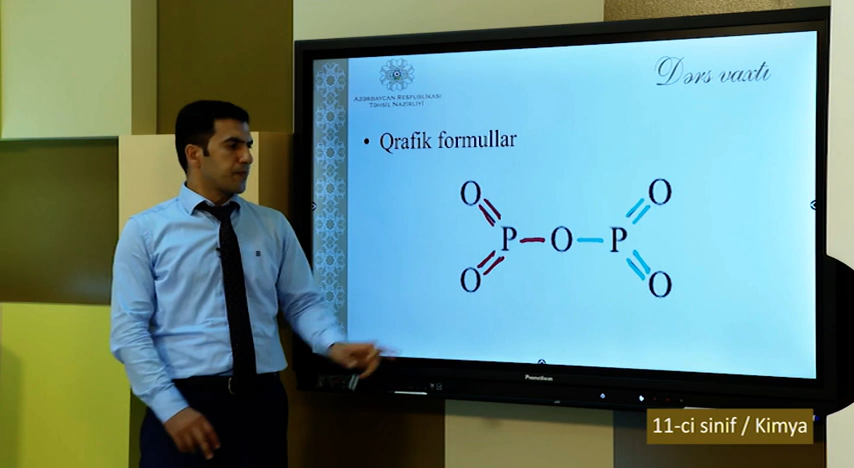 AZƏRBAYCAN RESPUBLİKASI
TƏHSİL NAZİRLİYİ
Dərs vaxtı
• Qrafik formullar
O O
P — O — P
O O
Promethean
11-ci sinif / Kimya